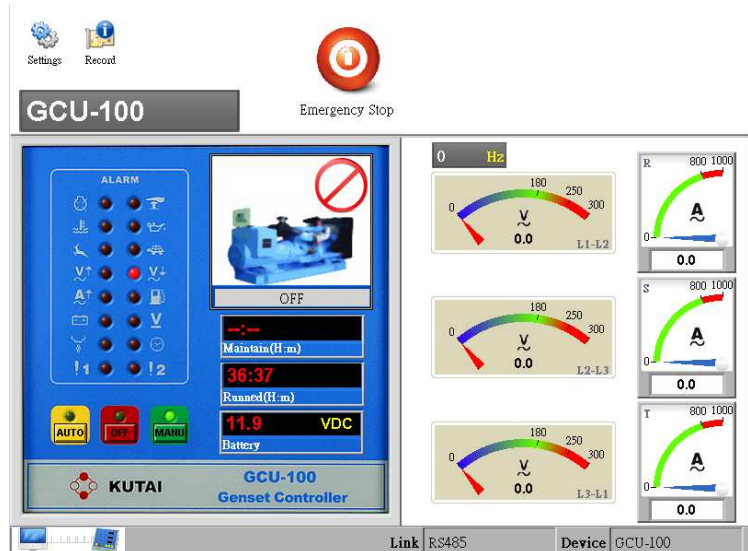 Settings
Record
GCU-100
Emergency Stop
ALARM
V↑
V↓
A↑
V
!1
!2
AUTO
OFF
MANU
OFF
--:--
Maintain(H:m)
36:37
Runned(H:m)
11.9 VDC
Battery
KUTAI
GCU-100
Genset Controller
0 Hz
0 180 250 300
V
0.0
L1-L2
0 180 250 300
V
0.0
L2-L3
0 180 250 300
V
0.0
L3-L1
R 800 1000
A
0
0.0
S 800 1000
A
0
0.0
T 800 1000
A
0
0.0
Link RS485 Device GCU-100